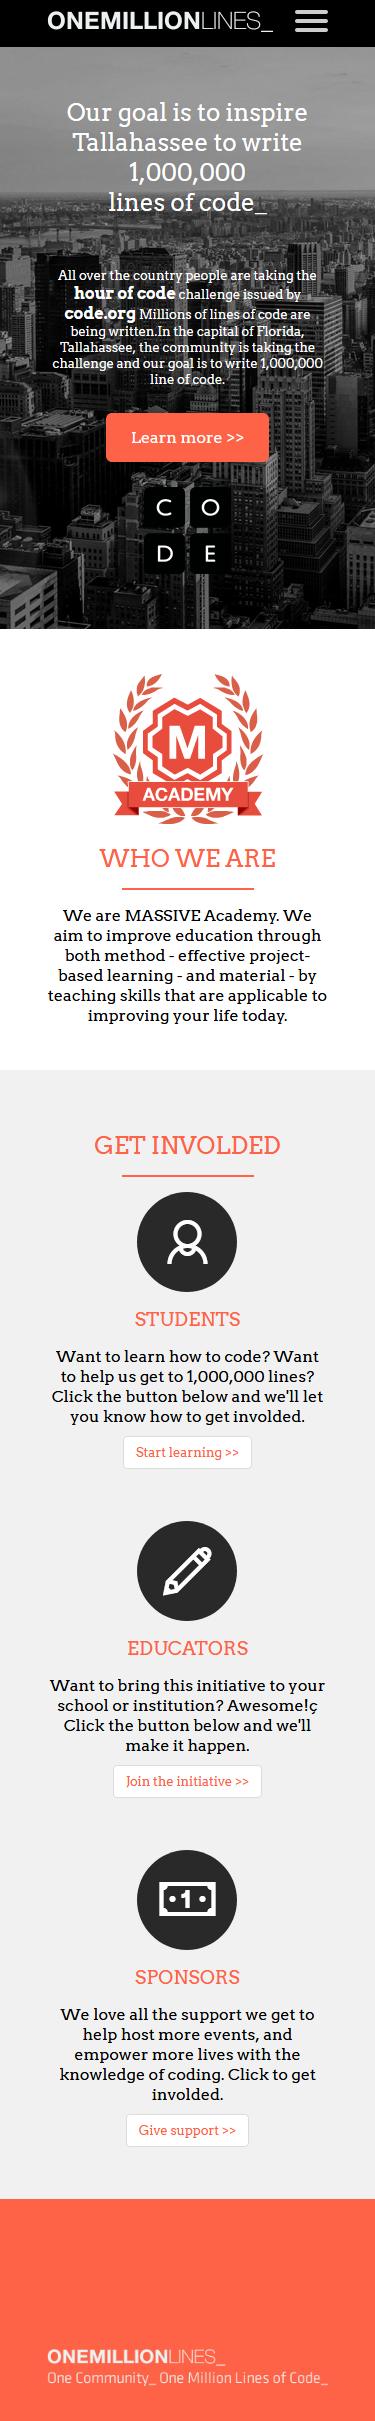 ONEMILLIONLINES_
Our goal is to inspire
Tallahassee to write
1,000,000
lines of code_
All over the country people are taking the
hour of code challenge issued by
code.org Millions of lines of code are
being written.In the capital of Florida,
Tallahassee, the community is taking the
challenge and our goal is to write 1,000,000
line of code.
Learn more >>
C O
D E
M
ACADEMY
WHO WE ARE
We are MASSIVE Academy. We
aim to improve education through
both method - effective project-
based learning - and material - by
teaching skills that are applicable to
improving your life today.
GET INVOLDED
STUDENTS
Want to learn how to code? Want
to help us get to 1,000,000 lines?
Click the button below and we'll let
you know how to get involded.
Start learning >>
EDUCATORS
Want to bring this initiative to your
school or institution? Awesome!ç
Click the button below and we'll
make it happen.
Join the initiative >>
1
SPONSORS
We love all the support we get to
help host more events, and
empower more lives with the
knowledge of coding. Click to get
involded.
Give support >>
ONEMILLIONLINES_
One Community_ One Million Lines of Code_